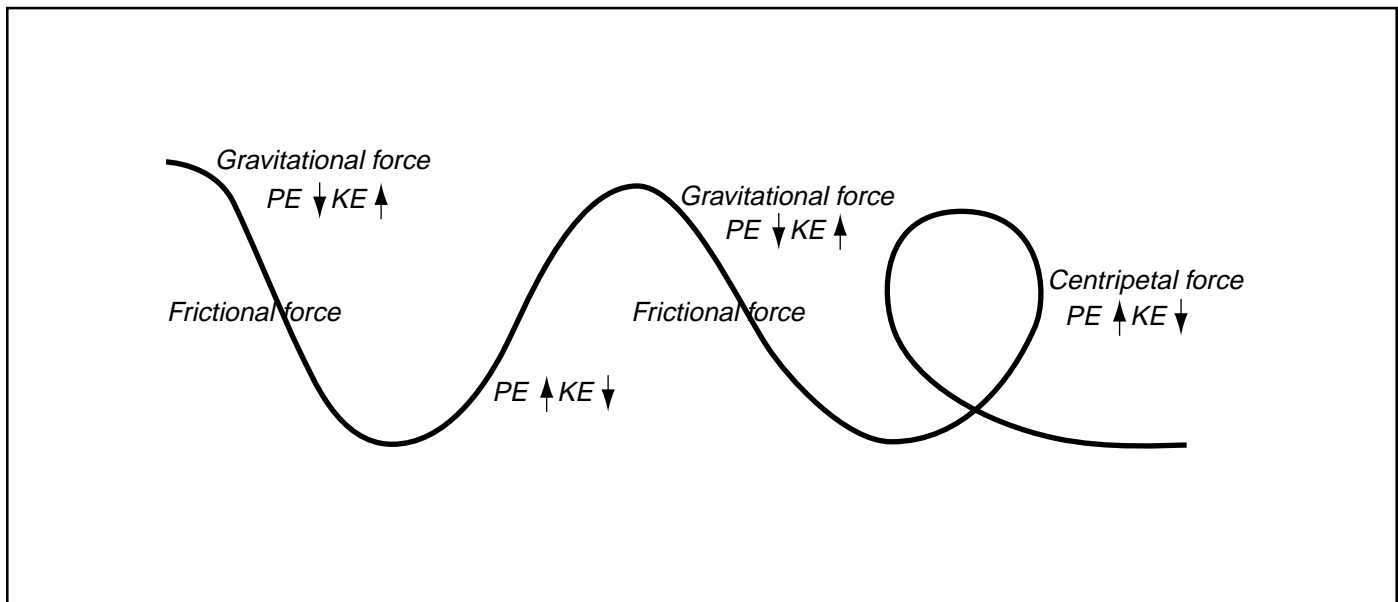 Gravitational force
PE ↓ KE ↑
Frictional force
PE ↑ KE ↓
Gravitational force
PE ↓ KE ↑
Frictional force
Centripetal force
PE ↑ KE ↓